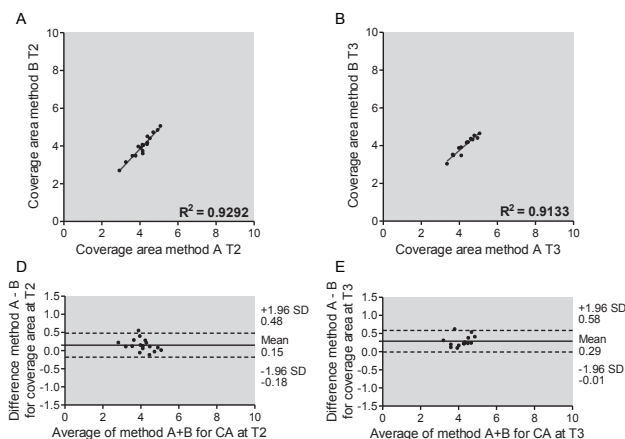 A
Coverage area method B T2
10
8
6
4
2
0
0 2 4 6 8 10
R² = 0.9292
Coverage area method A T2
B
Coverage area method B T3
10
8
6
4
2
0
0 2 4 6 8 10
R² = 0.9133
Coverage area method A T3
D
Difference method A - B
for coverage area at T2
1.5
1.0
0.5
0.0
-0.5
-1.0
-1.5
+1.96 SD
0.48
Mean
0.15
-1.96 SD
-0.18
0 2 4 6 8 10
Average of method A+B for CA at T2
E
Difference method A - B
for coverage area at T3
1.5
1.0
0.5
0.0
-0.5
-1.0
-1.5
+1.96 SD
0.58
Mean
0.29
-1.96 SD
-0.01
0 2 4 6 8 10
Average of method A+B for CA at T3